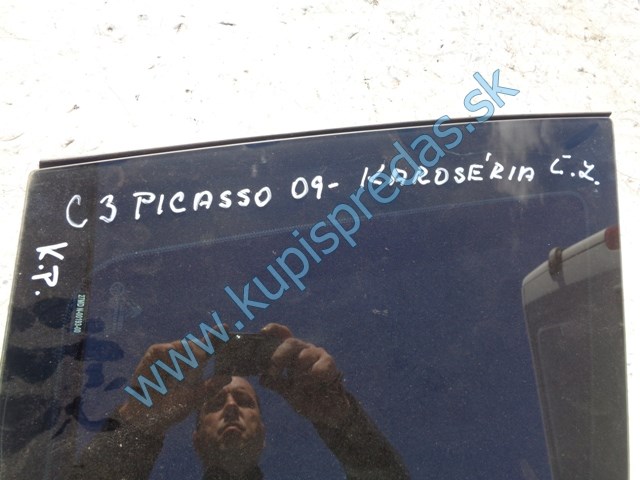 C3 PICASSO 09- KAROSÉRIA Ľ.Z.
K.P.
www.kupispredas.sk